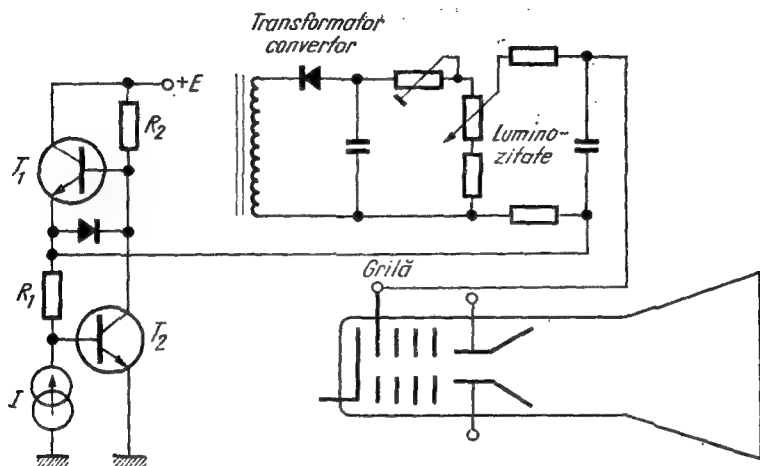 Transformator
convertor
+E
R2
T1
Lumino-
zitate
R1
Grilă
T2
I